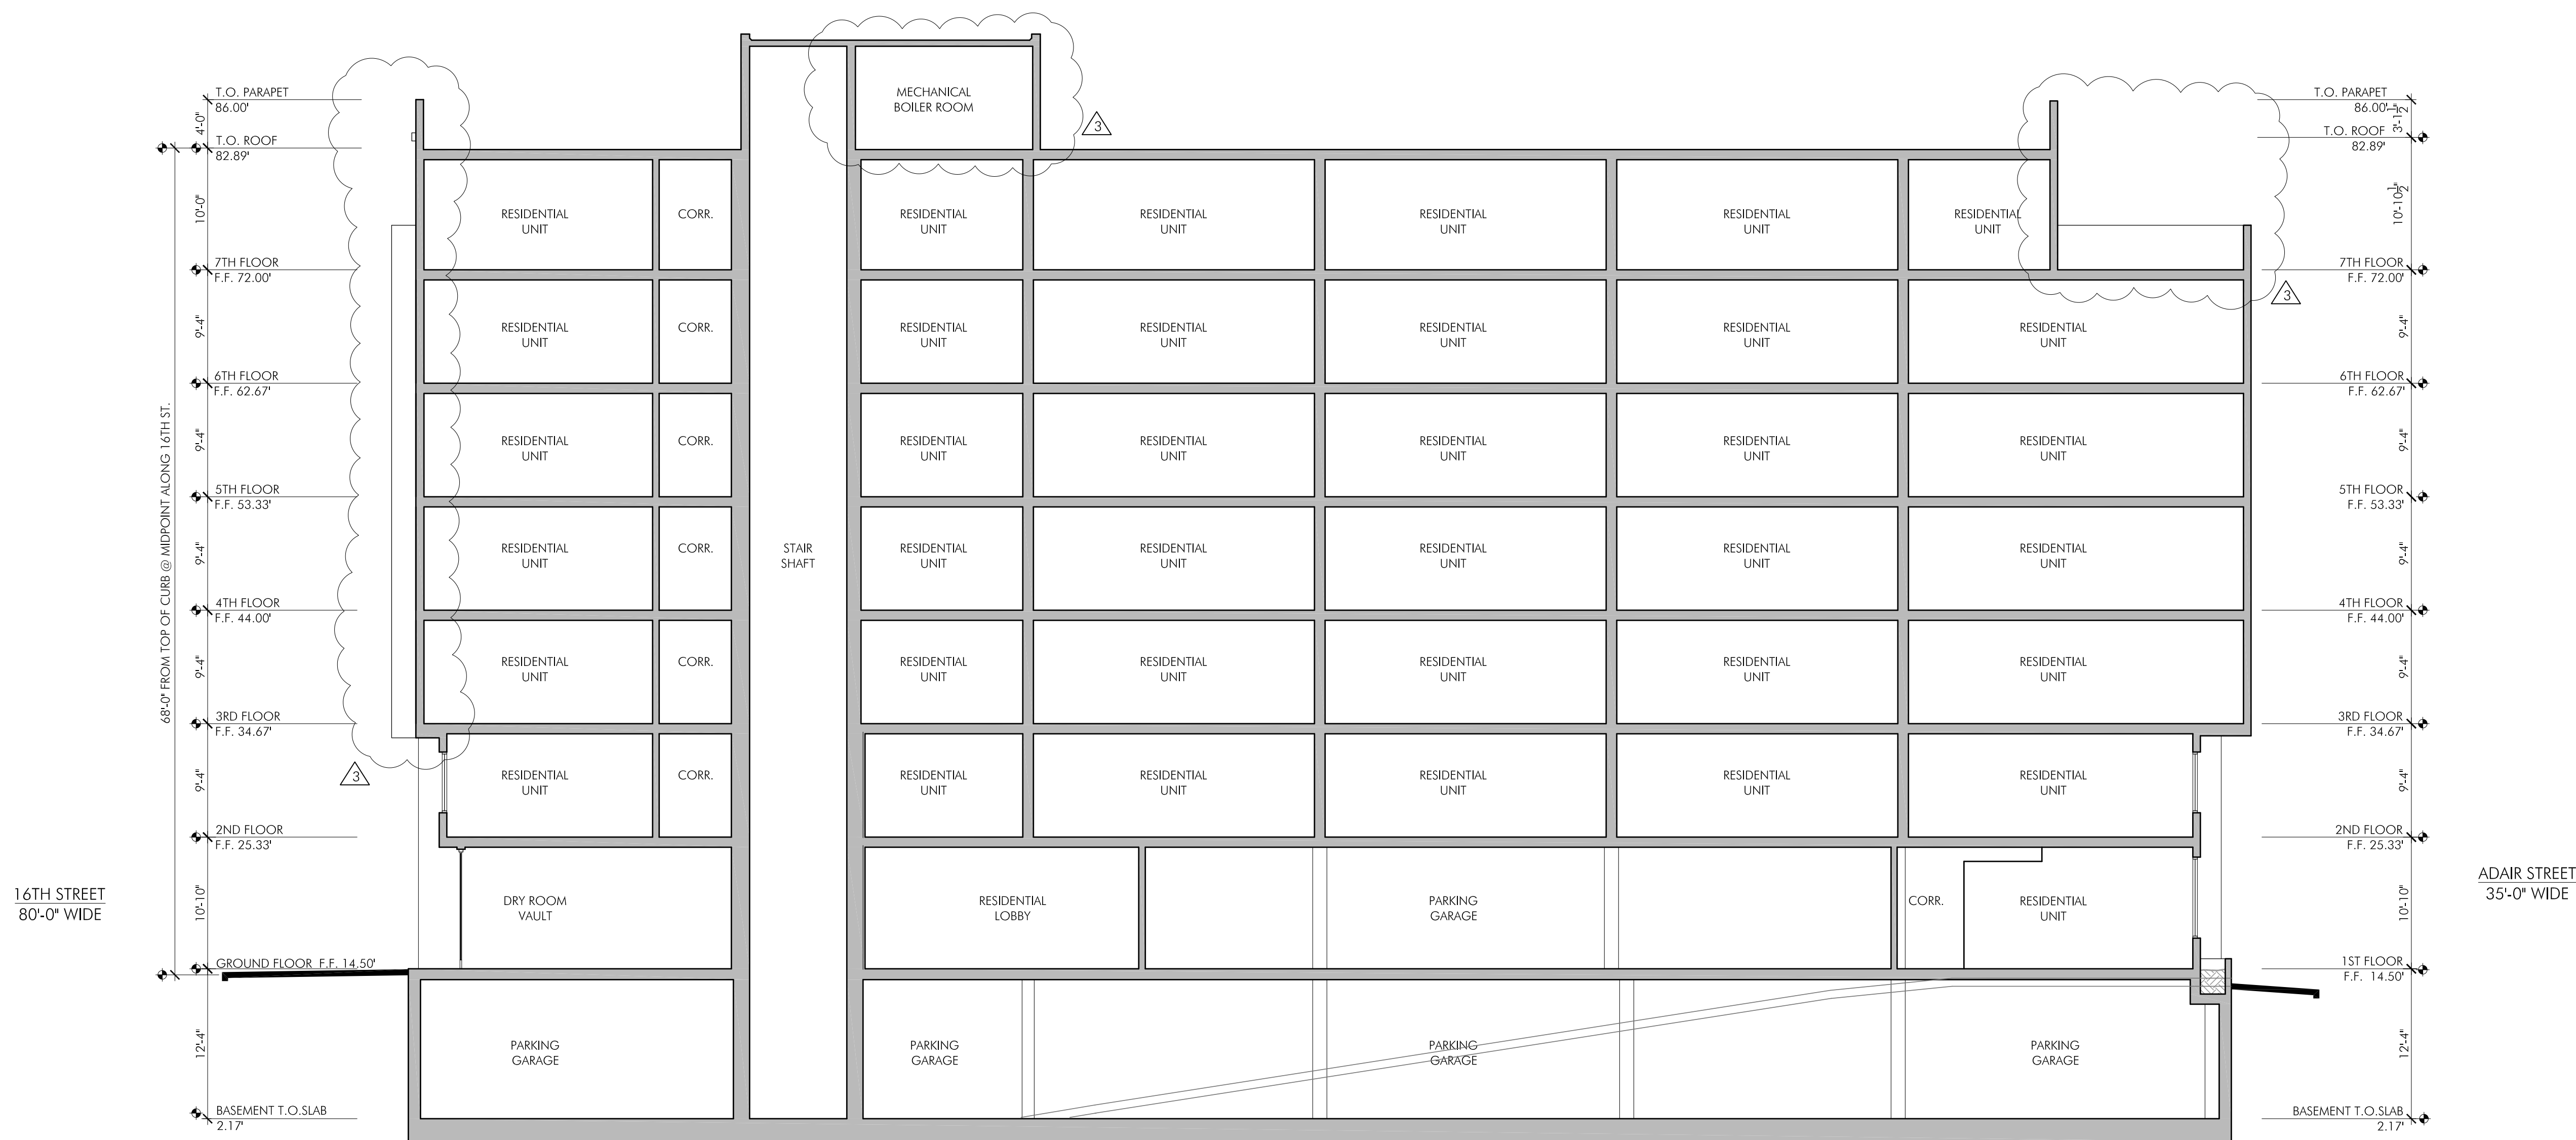 MECHANICAL
BOILER ROOM
3
T.O. PARAPET
86.00'
4'-0"
T.O. ROOF
82.89'
T.O. PARAPET
86.00'
3'-1 1/2"
T.O. ROOF
82.89'
10'-0"
RESIDENTIAL
UNIT
CORR.
RESIDENTIAL
UNIT
RESIDENTIAL
UNIT
RESIDENTIAL
UNIT
RESIDENTIAL
UNIT
RESIDENTIAL
UNIT
10'-10 1/2"
7TH FLOOR
F.F. 72.00'
7TH FLOOR
F.F. 72.00'
3
9'-4"
RESIDENTIAL
UNIT
CORR.
RESIDENTIAL
UNIT
RESIDENTIAL
UNIT
RESIDENTIAL
UNIT
RESIDENTIAL
UNIT
RESIDENTIAL
UNIT
9'-4"
6TH FLOOR
F.F. 62.67'
6TH FLOOR
F.F. 62.67'
68'-0" FROM TOP OF CURB @ MIDPOINT ALONG 16TH ST.
9'-4"
RESIDENTIAL
UNIT
CORR.
RESIDENTIAL
UNIT
RESIDENTIAL
UNIT
RESIDENTIAL
UNIT
RESIDENTIAL
UNIT
RESIDENTIAL
UNIT
9'-4"
5TH FLOOR
F.F. 53.33'
5TH FLOOR
F.F. 53.33'
9'-4"
RESIDENTIAL
UNIT
CORR.
STAIR
SHAFT
RESIDENTIAL
UNIT
RESIDENTIAL
UNIT
RESIDENTIAL
UNIT
RESIDENTIAL
UNIT
RESIDENTIAL
UNIT
9'-4"
4TH FLOOR
F.F. 44.00'
4TH FLOOR
F.F. 44.00'
9'-4"
RESIDENTIAL
UNIT
CORR.
RESIDENTIAL
UNIT
RESIDENTIAL
UNIT
RESIDENTIAL
UNIT
RESIDENTIAL
UNIT
RESIDENTIAL
UNIT
9'-4"
3RD FLOOR
F.F. 34.67'
3RD FLOOR
F.F. 34.67'
3
9'-4"
RESIDENTIAL
UNIT
CORR.
RESIDENTIAL
UNIT
RESIDENTIAL
UNIT
RESIDENTIAL
UNIT
RESIDENTIAL
UNIT
RESIDENTIAL
UNIT
9'-4"
2ND FLOOR
F.F. 25.33'
2ND FLOOR
F.F. 25.33'
16TH STREET
80'-0" WIDE
10'-10"
DRY ROOM
VAULT
RESIDENTIAL
LOBBY
PARKING
GARAGE
CORR.
RESIDENTIAL
UNIT
10'-10"
ADAIR STREET
35'-0" WIDE
GROUND FLOOR F.F. 14.50'
1ST FLOOR
F.F. 14.50'
12'-4"
PARKING
GARAGE
PARKING
GARAGE
PARKING
GARAGE
PARKING
GARAGE
12'-4"
BASEMENT T.O.SLAB
2.17'
BASEMENT T.O.SLAB
2.17'